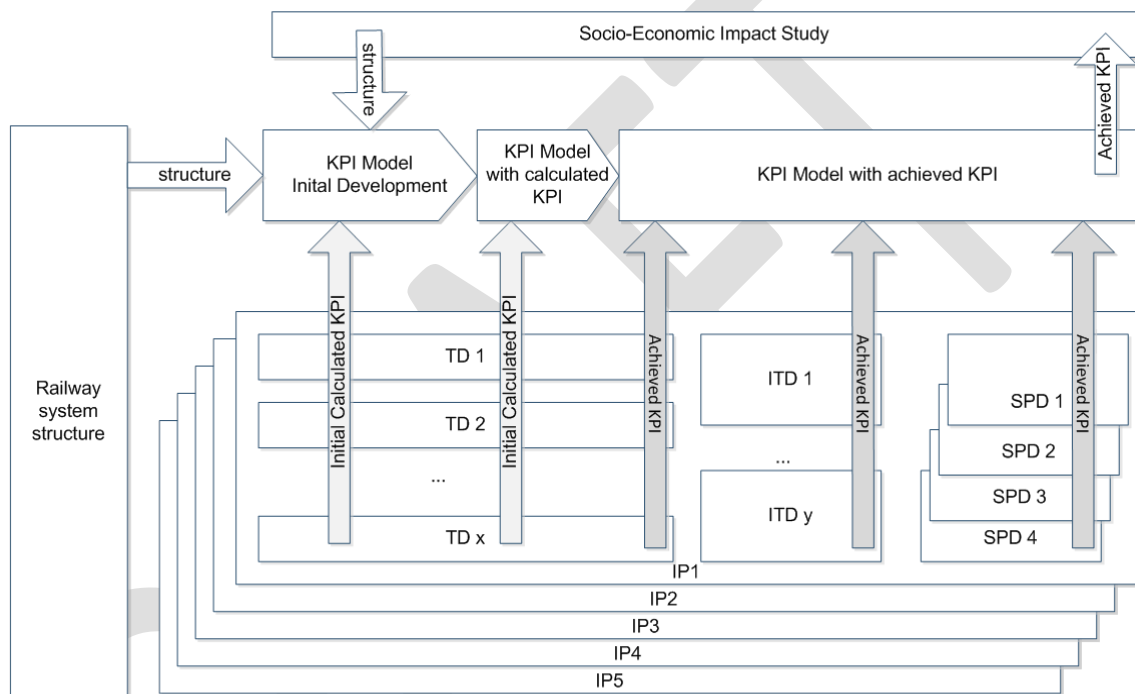 Socio-Economic Impact Study
structure
Achieved KPI
KPI Model
Inital Development
KPI Model
with calculated
KPI
KPI Model with achieved KPI
structure
Railway
system
structure
Initial Calculated KPI
Initial Calculated KPI
Achieved KPI
Achieved KPI
Achieved KPI
TD 1
TD 2
...
TD x
ITD 1
...
ITD y
SPD 1
SPD 2
SPD 3
SPD 4
IP1
IP2
IP3
IP4
IP5